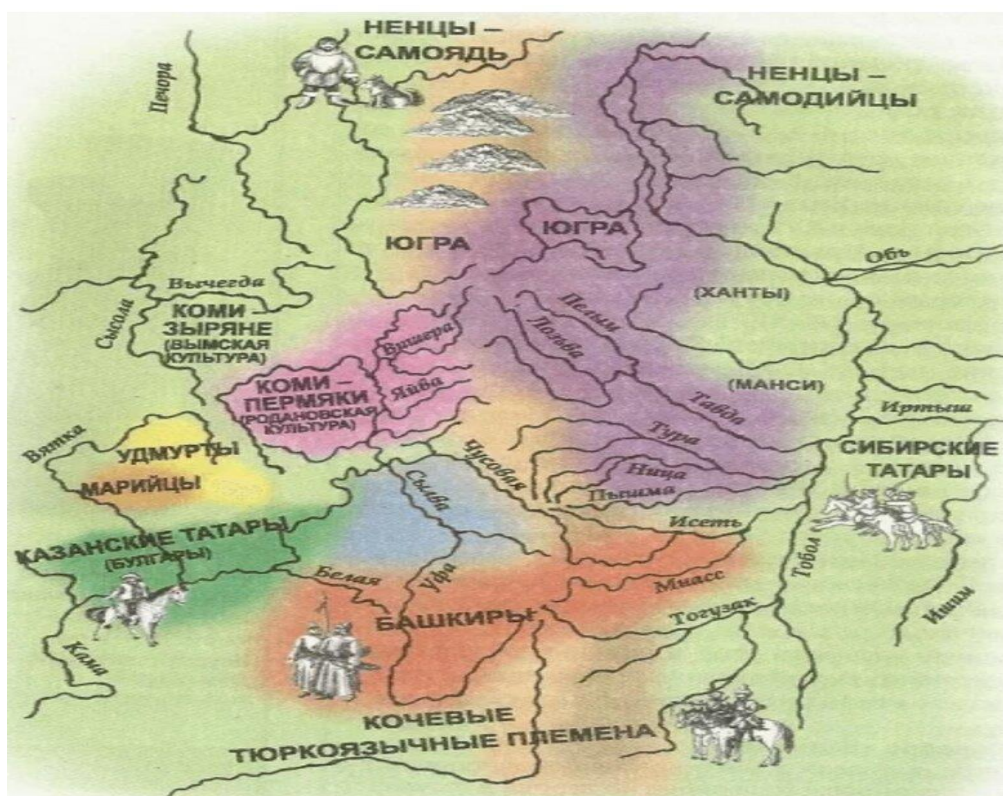 НЕНЦЫ –
САМОЯДЬ
НЕНЦЫ –
САМОДИЙЦЫ
Печора
ЮГРА
ЮГРА
Обь
Вычегда
(ХАНТЫ)
Сысола
КОМИ –
ЗЫРЯНЕ
(ВЫМСКАЯ
КУЛЬТУРА)
Пелым
Лозьва
Вишера
КОМИ –
ПЕРМЯКИ
(РОДАНОВСКАЯ
КУЛЬТУРА)
Яйва
(МАНСИ)
Тавда
Иртыш
Вятка
УДМУРТЫ
Тура
СИБИРСКИЕ
ТАТАРЫ
МАРИЙЦЫ
Чусовая
Сылва
Ница
Пышма
КАЗАНСКИЕ ТАТАРЫ
(БУЛГАРЫ)
Исеть
Тобол
Белая
Уфа
Миасс
Ишим
БАШКИРЫ
Тогузак
Кама
КОЧЕВЫЕ
ТЮРКОЯЗЫЧНЫЕ ПЛЕМЕНА